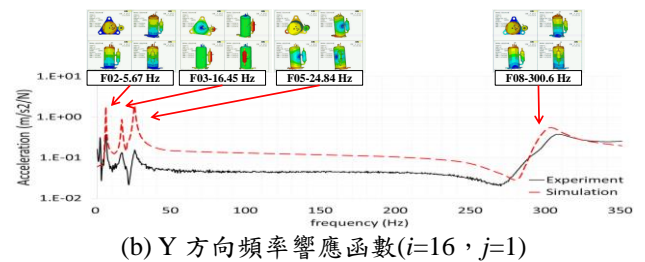 F02-5.67 Hz F03-16.45 Hz F05-24.84 Hz F08-300.6 Hz
1.E+01
1.E+00
1.E-01
1.E-02
Acceleration (m/s2/N)
Experiment
Simulation
0 50 100 150 200 250 300 350
frequency (Hz)
(b) Y 方向頻率響應函數(i=16，j=1)